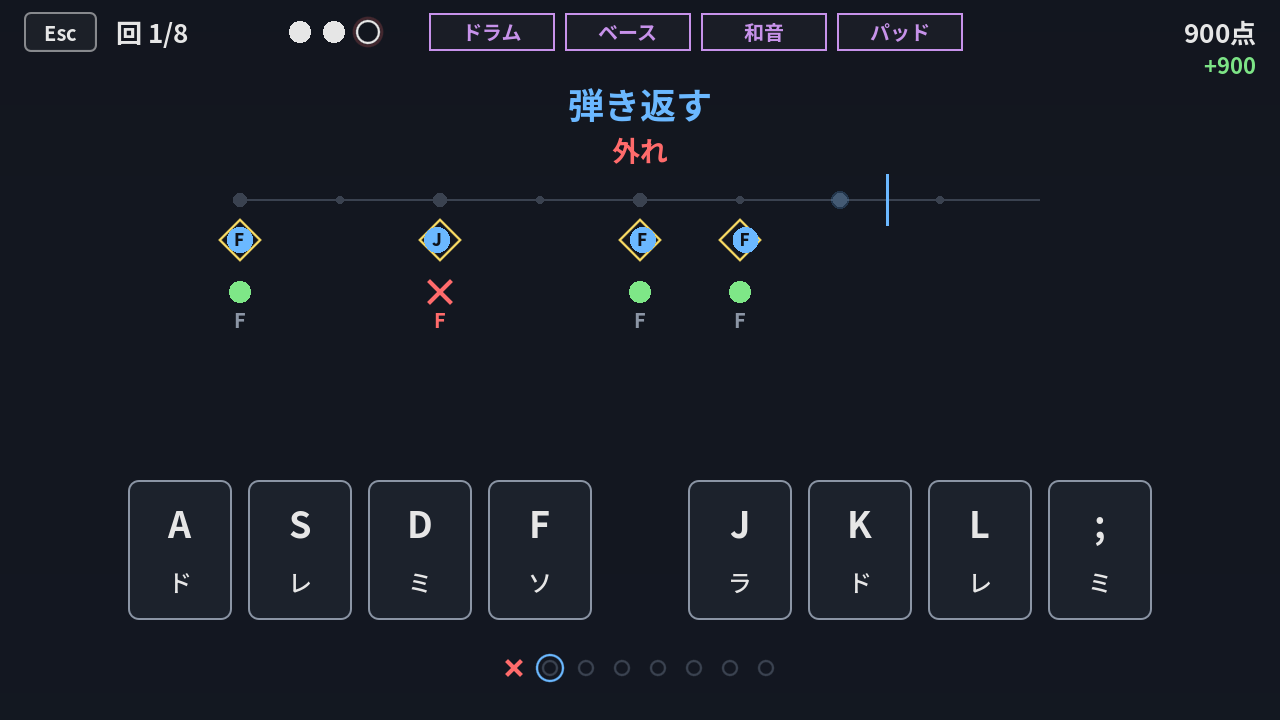 Esc 回 1/8 ドラム ベース 和音 パッド 900点
+900
弾き返す
外れ
F J F F
F F F F
A S D F J K L ;
ド レ ミ ソ ラ ド レ ミ